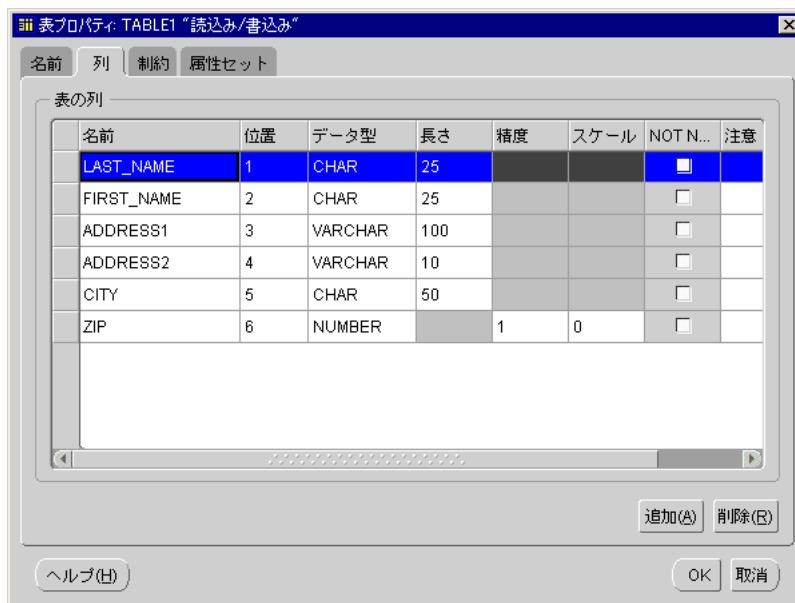 表プロパティ: TABLE1 "読込み/書込み"
名前 列 制約 属性セット
表の列
名前 位置 データ型 長さ 精度 スケール NOT N... 注意
LAST_NAME 1 CHAR 25
FIRST_NAME 2 CHAR 25
ADDRESS1 3 VARCHAR 100
ADDRESS2 4 VARCHAR 10
CITY 5 CHAR 50
ZIP 6 NUMBER 1 0
追加(A) 削除(R)
ヘルプ(H) OK 取消